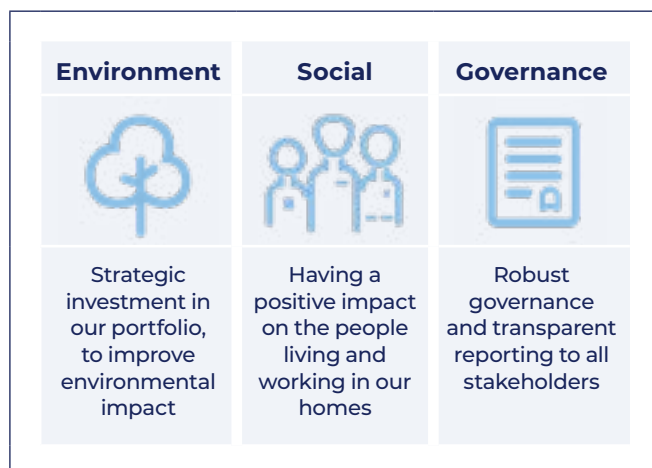 Environment
Social
Governance
Strategic
investment in
our portfolio,
to improve
environmental
impact
Having a
positive impact
on the people
living and
working in our
homes
Robust
governance
and transparent
reporting to all
stakeholders